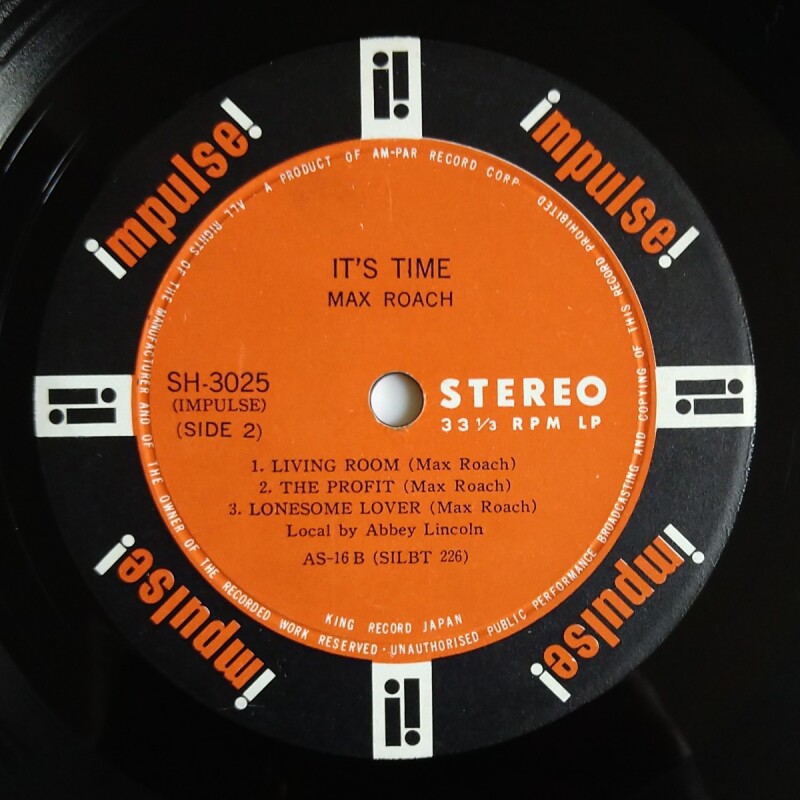 impulse!
impulse!
impulse!
impulse!
A PRODUCT OF AM-PAR RECORD CORP.
ALL RIGHTS OF THE MANUFACTURER AND OF THE OWNER OF THE RECORDED WORK RESERVED · UNAUTHORISED PUBLIC PERFORMANCE BROADCASTING AND COPYING OF THIS RECORD PROHIBITED
IT'S TIME
MAX ROACH
SH-3025
(IMPULSE)
(SIDE 2)
STEREO
33 1/3 RPM LP
1. LIVING ROOM (Max Roach)
2. THE PROFIT (Max Roach)
3. LONESOME LOVER (Max Roach)
Local by Abbey Lincoln
AS-16 B (SILBT 226)
KING RECORD JAPAN